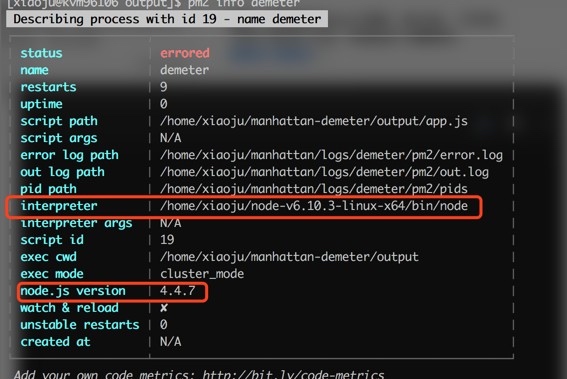 [xiaoju@kvm96106 output]$ pm2 info demeter
Describing process with id 19 - name demeter
status errored
name demeter
restarts 9
uptime 0
script path /home/xiaoju/manhattan-demeter/output/app.js
script args N/A
error log path /home/xiaoju/manhattan/logs/demeter/pm2/error.log
out log path /home/xiaoju/manhattan/logs/demeter/pm2/out.log
pid path /home/xiaoju/manhattan/logs/demeter/pm2/pids
interpreter /home/xiaoju/node-v6.10.3-linux-x64/bin/node
interpreter args N/A
script id 19
exec cwd /home/xiaoju/manhattan-demeter/output
exec mode cluster_mode
node.js version 4.4.7
watch & reload ✘
unstable restarts 0
created at N/A
Add your own code metrics: http://bit.ly/code-metrics